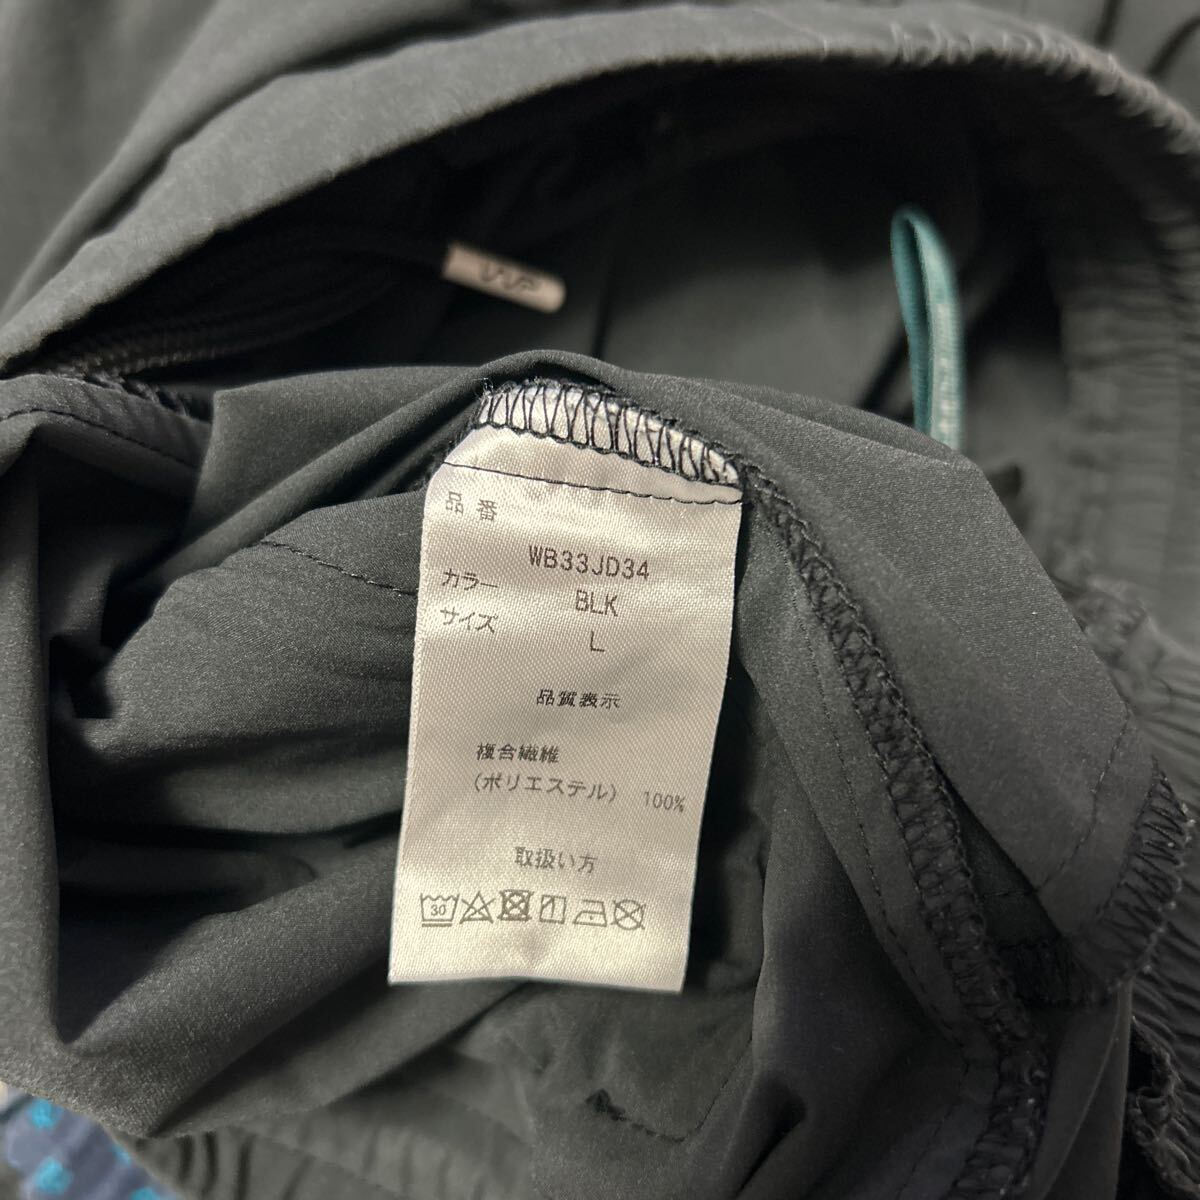 品番
WB33JD34
カラー BLK
サイズ L
品質表示
複合繊維
(ポリエステル) 100%
取扱い方
30